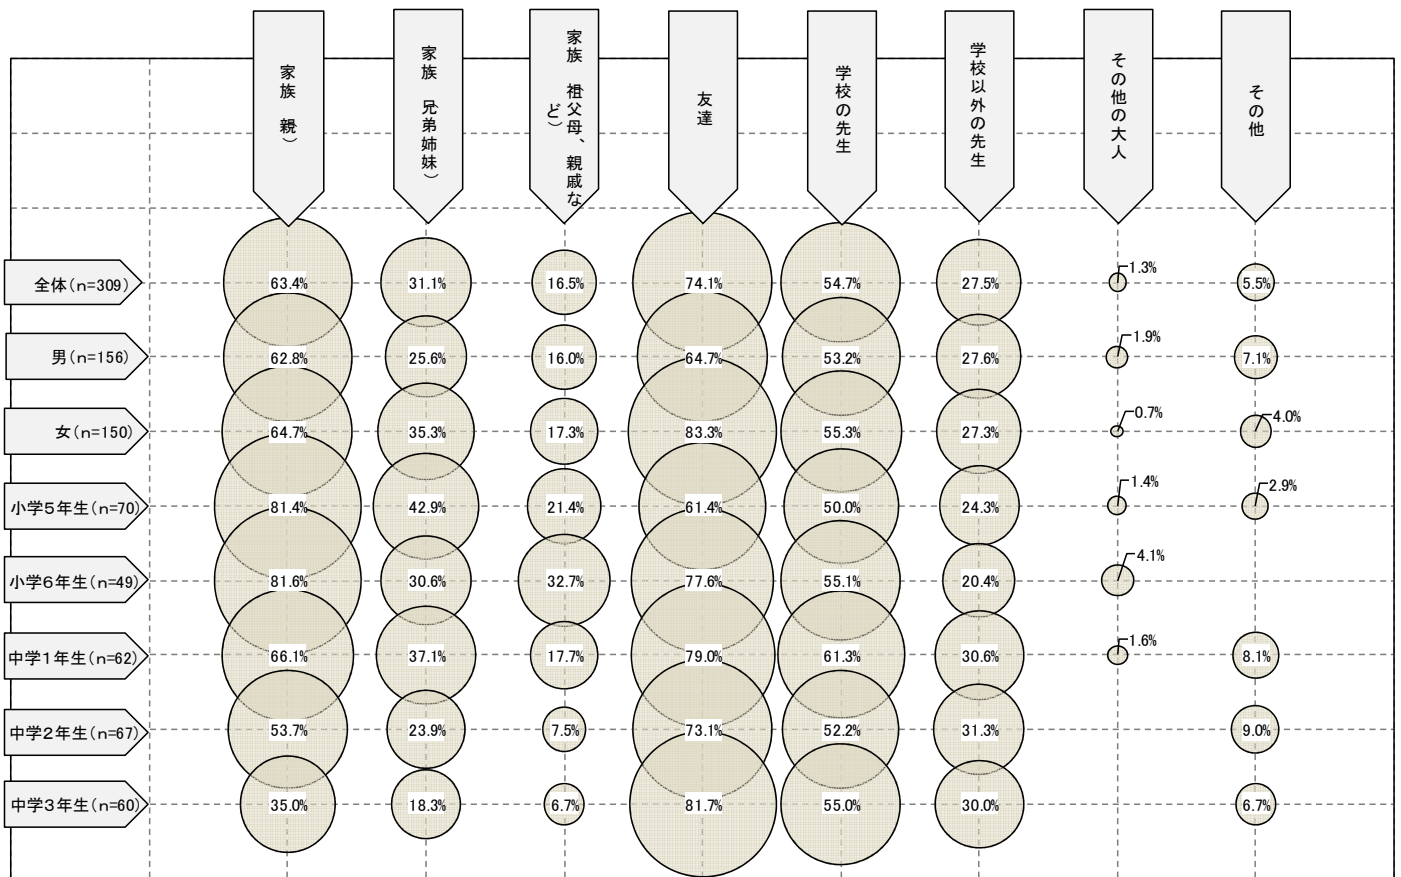 家族 親）
家族 兄弟姉妹）
家族 祖父母、親戚な
ど）
友達
学校の先生
学校以外の先生
その他の大人
その他
全体(n=309) 63.4% 31.1% 16.5% 74.1% 54.7% 27.5% 1.3% 5.5%
男(n=156) 62.8% 25.6% 16.0% 64.7% 53.2% 27.6% 1.9% 7.1%
女(n=150) 64.7% 35.3% 17.3% 83.3% 55.3% 27.3% 0.7% 4.0%
小学5年生(n=70) 81.4% 42.9% 21.4% 61.4% 50.0% 24.3% 1.4% 2.9%
小学6年生(n=49) 81.6% 30.6% 32.7% 77.6% 55.1% 20.4% 4.1%
中学1年生(n=62) 66.1% 37.1% 17.7% 79.0% 61.3% 30.6% 1.6% 8.1%
中学2年生(n=67) 53.7% 23.9% 7.5% 73.1% 52.2% 31.3% 9.0%
中学3年生(n=60) 35.0% 18.3% 6.7% 81.7% 55.0% 30.0% 6.7%